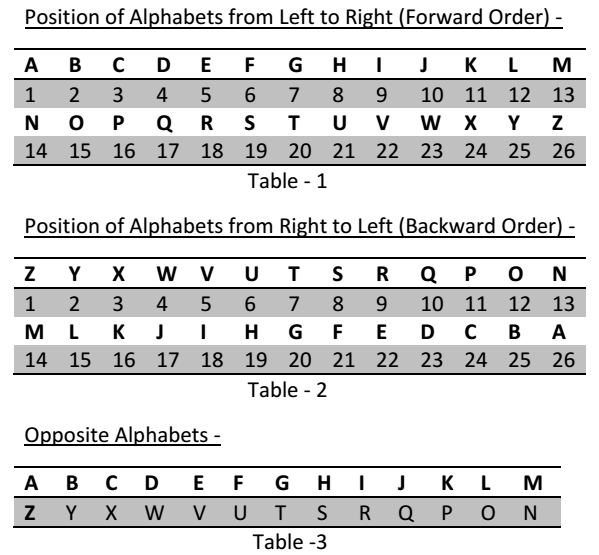 Position of Alphabets from Left to Right (Forward Order) -
A B C D E F G H I J K L M
1 2 3 4 5 6 7 8 9 10 11 12 13
N O P Q R S T U V W X Y Z
14 15 16 17 18 19 20 21 22 23 24 25 26
Table - 1
Position of Alphabets from Right to Left (Backward Order) -
Z Y X W V U T S R Q P O N
1 2 3 4 5 6 7 8 9 10 11 12 13
M L K J I H G F E D C B A
14 15 16 17 18 19 20 21 22 23 24 25 26
Table - 2
Opposite Alphabets -
A B C D E F G H I J K L M
Z Y X W V U T S R Q P O N
Table -3